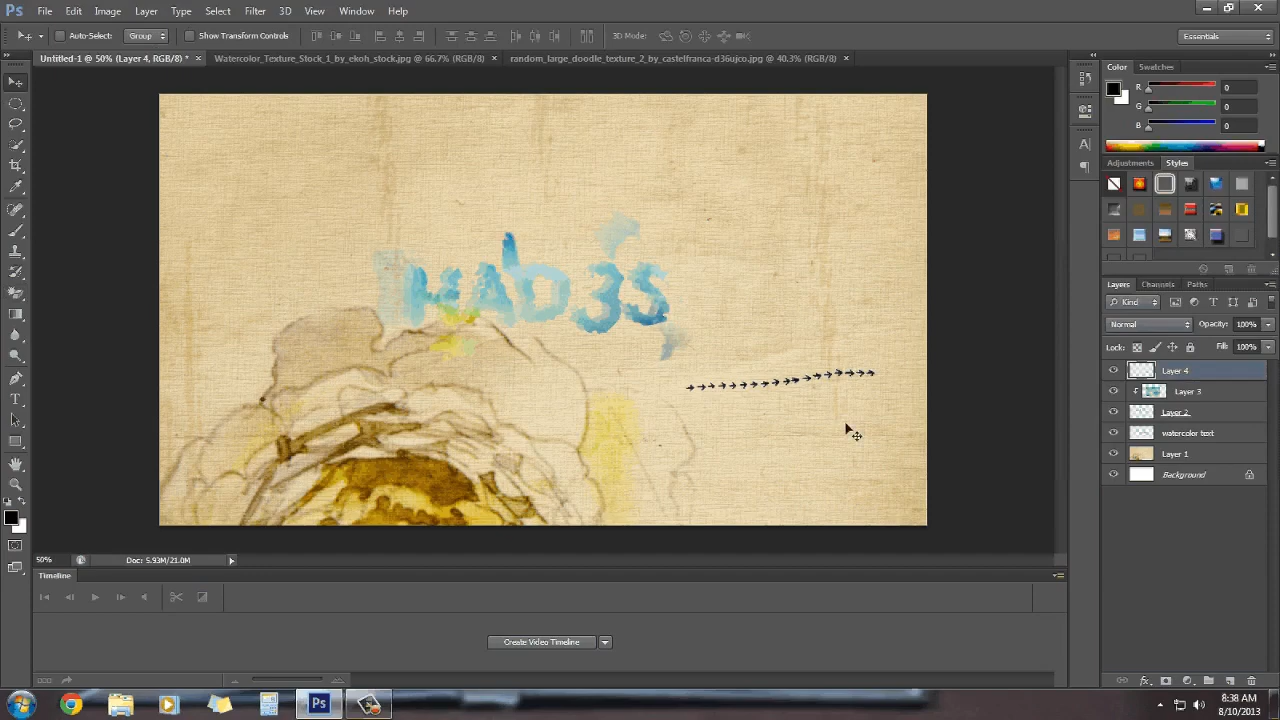 Ps File Edit Image Layer Type Select Filter 3D View Window Help
Auto-Select: Group Show Transform Controls 3D Mode: Essentials
Untitled-1 @ 50% (Layer 4, RGB/8) * × Watercolor_Texture_Stock_1_by_ekoh_stock.jpg @ 66.7% (RGB/8) × random_large_doodle_texture_2_by_castelfranca-d36ujco.jpg @ 40.3% (RGB/8) ×
Color Swatches
R 0
G 0
B 0
Adjustments Styles
Layers Channels Paths
Kind
Normal Opacity: 100%
Lock: Fill: 100%
Layer 4
Layer 3
Layer 2
watercolor text
Layer 1
Background
50% Doc: 5.93M/21.0M
Timeline
Create Video Timeline
Ps
8:38 AM
8/10/2013